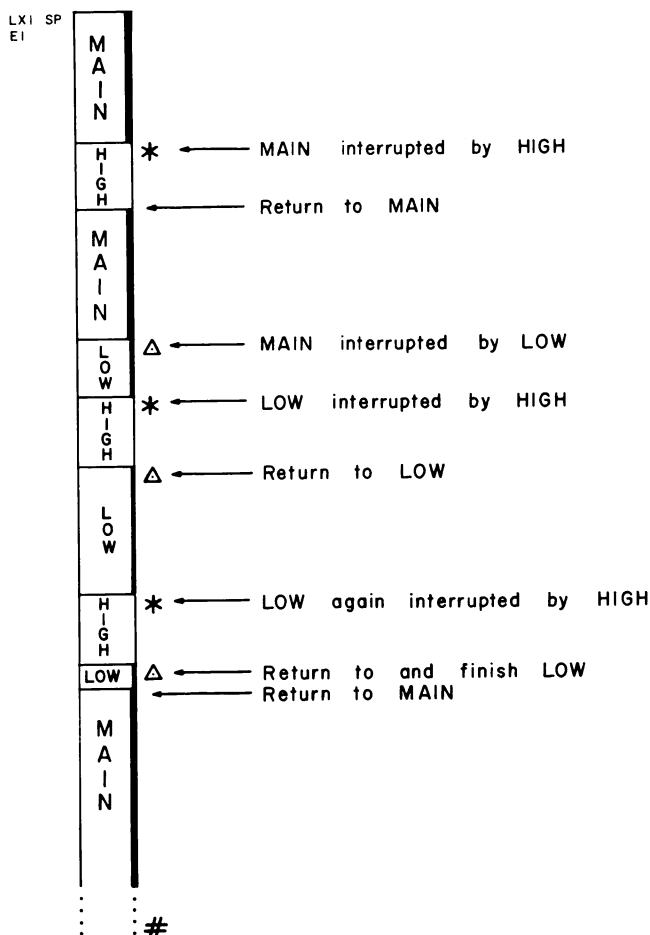 LXI SP
EI
MAIN
HIGH
* MAIN interrupted by HIGH
Return to MAIN
MAIN
LOW
△ MAIN interrupted by LOW
HIGH
* LOW interrupted by HIGH
△ Return to LOW
LOW
HIGH
* LOW again interrupted by HIGH
LOW
△ Return to and finish LOW
Return to MAIN
MAIN
#